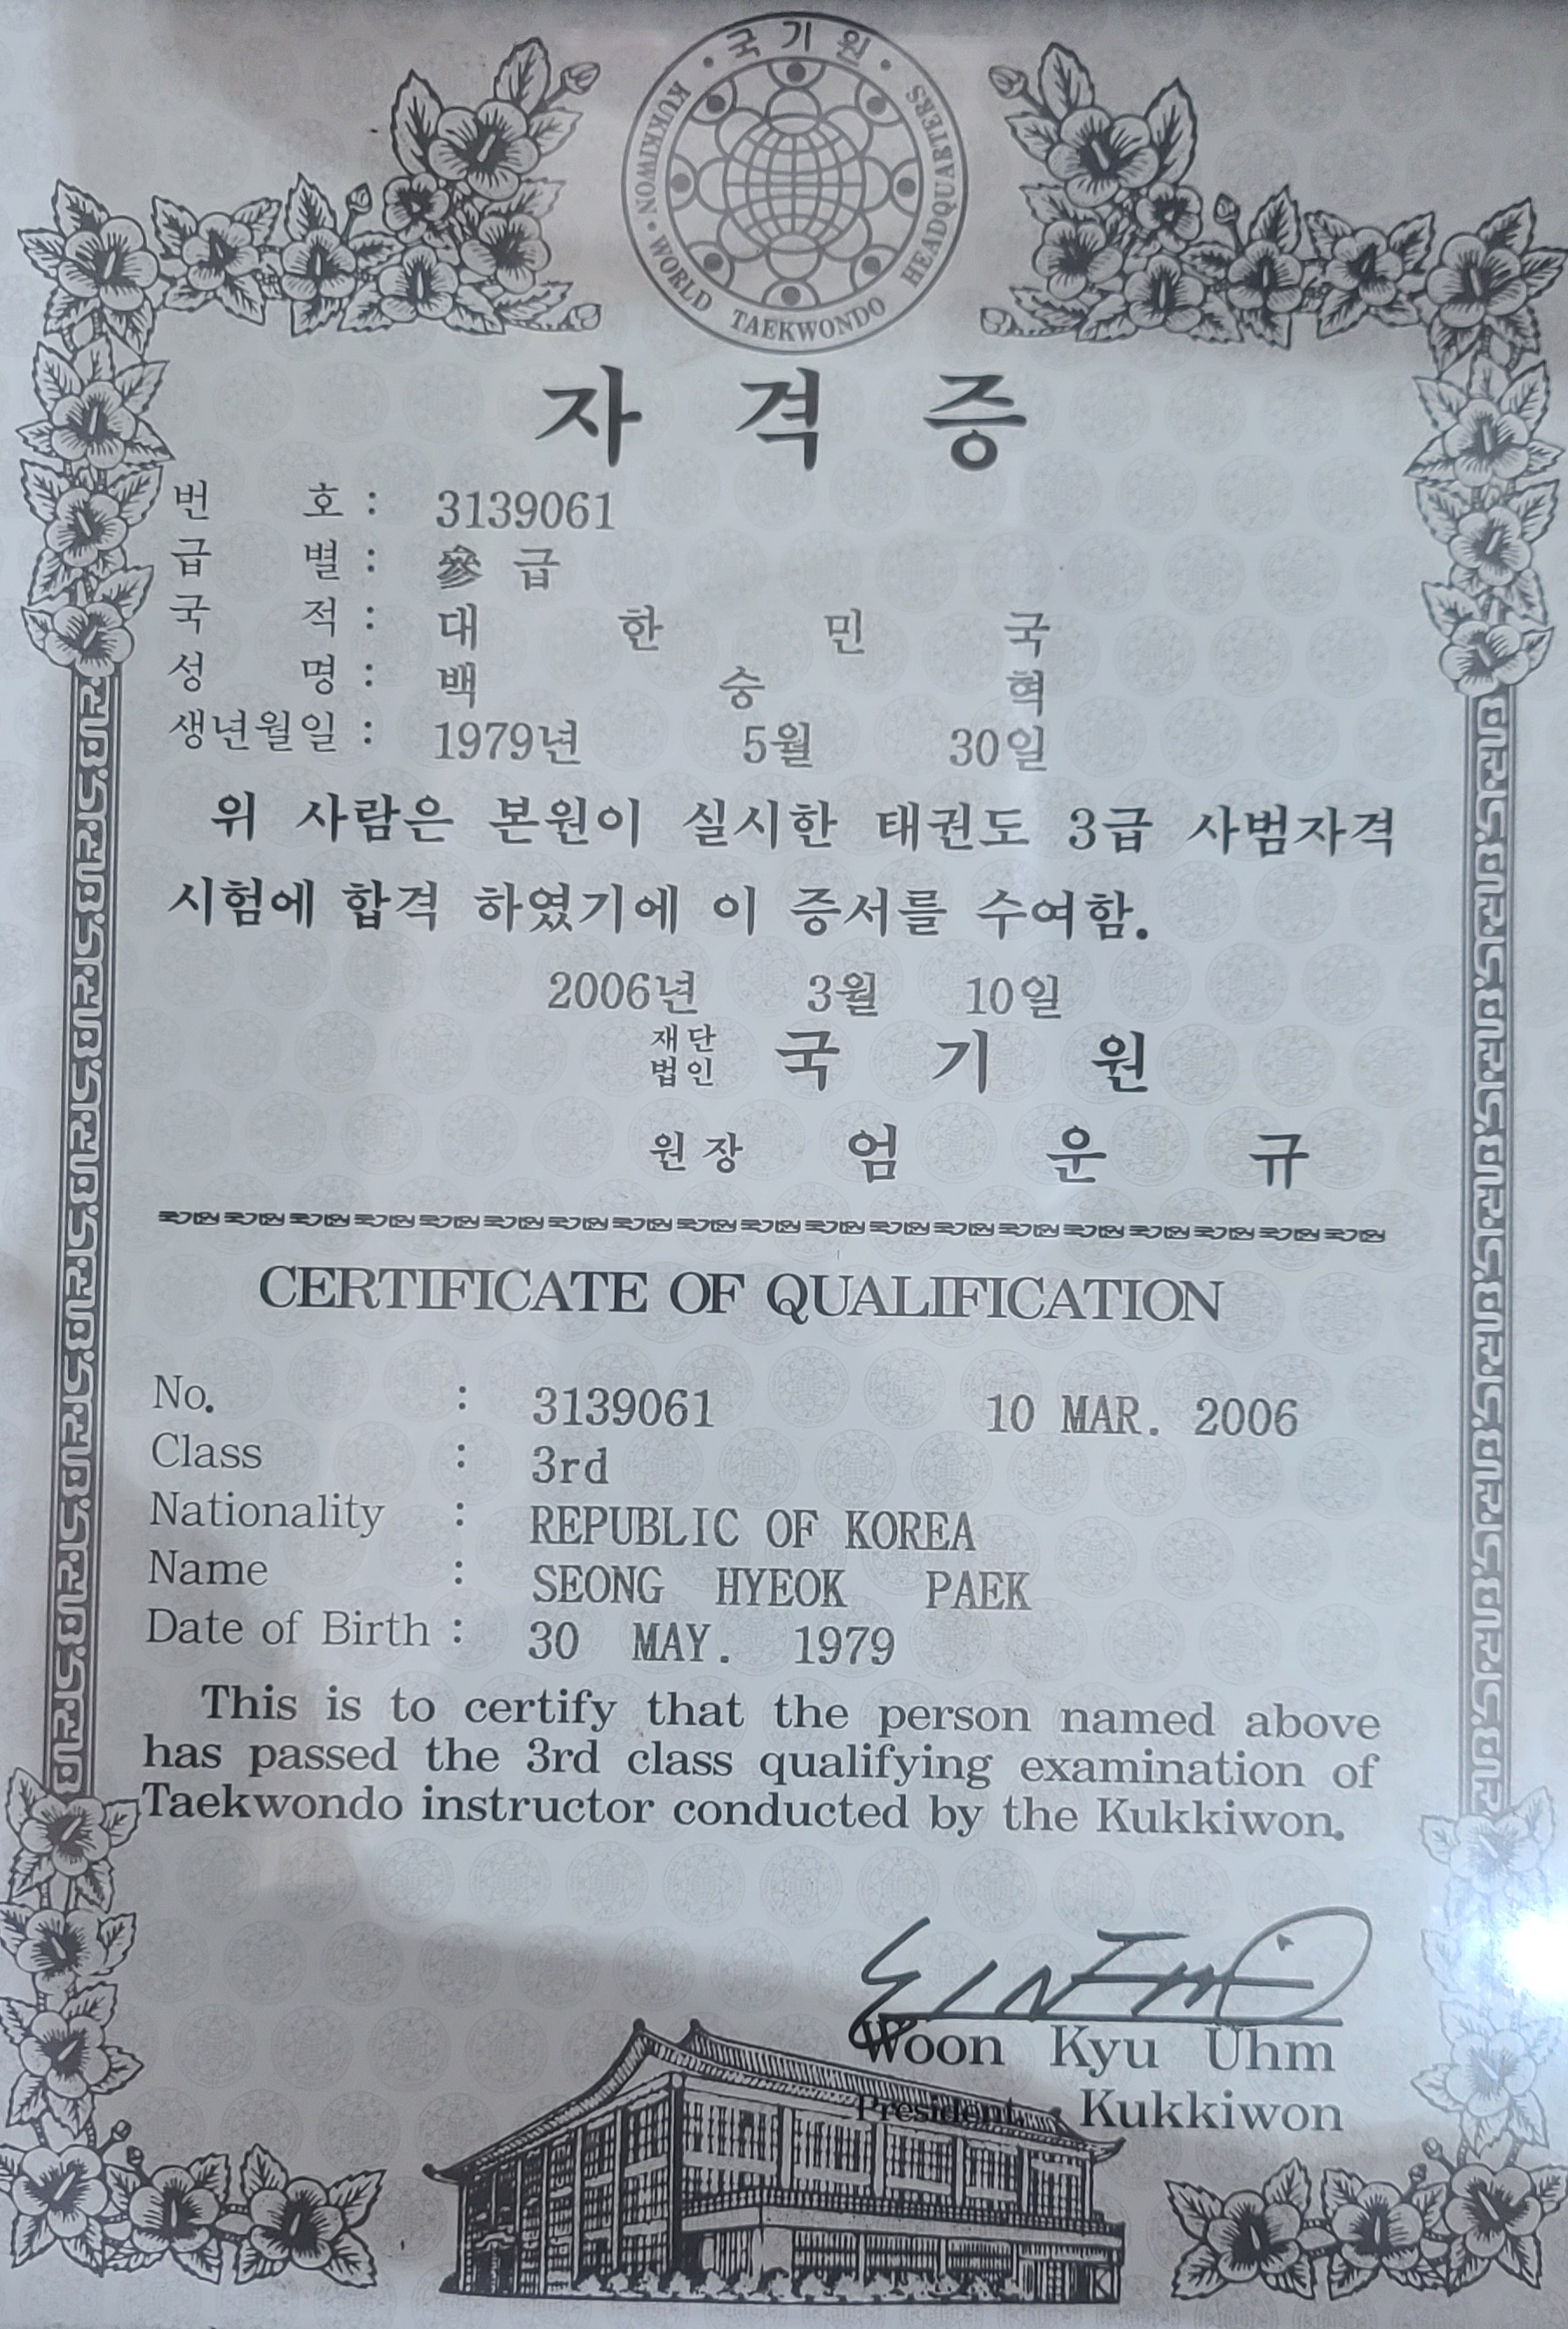 · 국기원 ·
KUKKIWON · WORLD TAEKWONDO HEADQUARTERS
자격증
번호 : 3139061
급별 : 參급
국적 : 대한민국
성명 : 백숭혁
생년월일 : 1979년 5월 30일
위 사람은 본원이 실시한 태권도 3급 사범자격
시험에 합격 하였기에 이 증서를 수여함.
2006년 3월 10일
재단법인 국기원
원장 엄운규
CERTIFICATE OF QUALIFICATION
No. : 3139061 10 MAR. 2006
Class : 3rd
Nationality : REPUBLIC OF KOREA
Name : SEONG HYEOK PAEK
Date of Birth : 30 MAY. 1979
This is to certify that the person named above
has passed the 3rd class qualifying examination of
Taekwondo instructor conducted by the Kukkiwon.
Woon Kyu Uhm
President, Kukkiwon